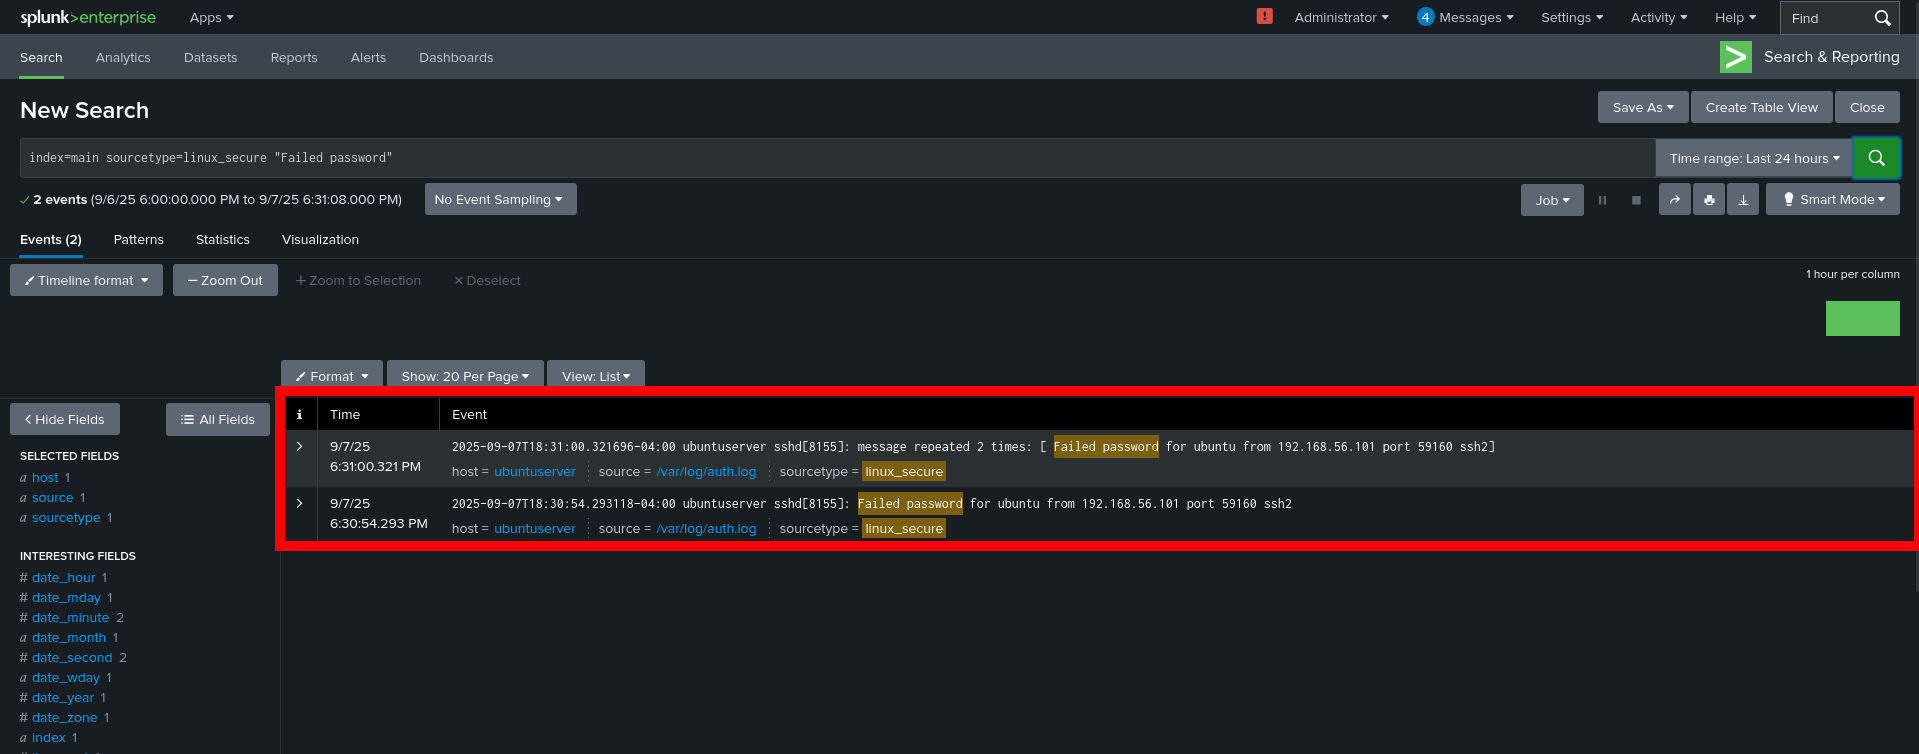 splunk>enterprise Apps Administrator 4 Messages Settings Activity Help Find
Search Analytics Datasets Reports Alerts Dashboards Search & Reporting
New Search Save As Create Table View Close
index=main sourcetype=linux_secure "Failed password" Time range: Last 24 hours
2 events (9/6/25 6:00:00.000 PM to 9/7/25 6:31:08.000 PM) No Event Sampling Job Smart Mode
Events (2) Patterns Statistics Visualization
Timeline format — Zoom Out + Zoom to Selection × Deselect 1 hour per column
Format Show: 20 Per Page View: List
< Hide Fields All Fields
SELECTED FIELDS
a host 1
a source 1
a sourcetype 1
INTERESTING FIELDS
# date_hour 1
# date_mday 1
# date_minute 2
a date_month 1
# date_second 2
a date_wday 1
# date_year 1
# date_zone 1
a index 1
i Time Event
> 9/7/25 2025-09-07T18:31:00.321696-04:00 ubuntuserver sshd[8155]: message repeated 2 times: [ Failed password for ubuntu from 192.168.56.101 port 59160 ssh2]
6:31:00.321 PM host = ubuntuserver source = /var/log/auth.log sourcetype = linux_secure
> 9/7/25 2025-09-07T18:30:54.293118-04:00 ubuntuserver sshd[8155]: Failed password for ubuntu from 192.168.56.101 port 59160 ssh2
6:30:54.293 PM host = ubuntuserver source = /var/log/auth.log sourcetype = linux_secure